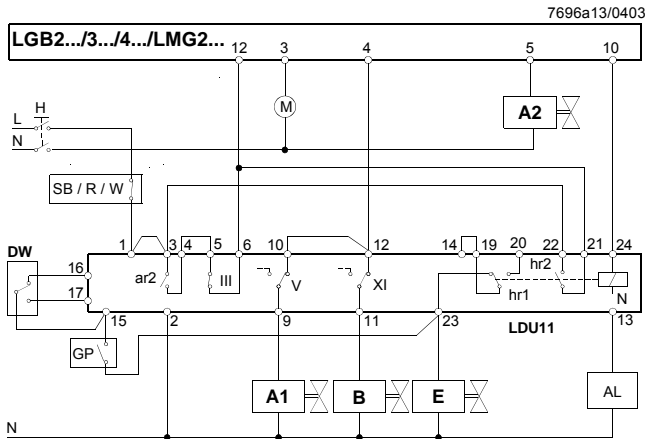 7696a13/0403
LGB2.../3.../4.../LMG2...
12 3 4 5 10
M
A2
H
L
N
SB / R / W
1 3 4 5 6 10 12 14 19 20 22 21 24
DW
16
17
ar2 III V XI hr1 hr2 N
15 2 9 11 23 LDU11 13
GP
A1 B E AL
N